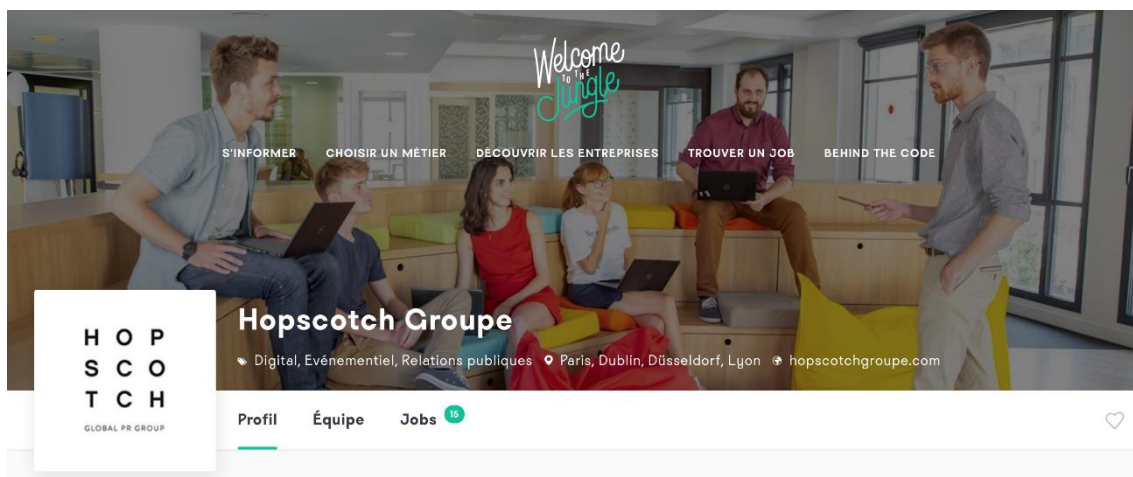 Welcome
TO THE
Jungle
S'INFORMER CHOISIR UN MÉTIER DÉCOUVRIR LES ENTREPRISES TROUVER UN JOB BEHIND THE CODE
Hopscotch Groupe
Digital, Evénementiel, Relations publiques Paris, Dublin, Düsseldorf, Lyon hopscotchgroupe.com
H O P
S C O
T C H
GLOBAL PR GROUP
Profil Équipe Jobs 15